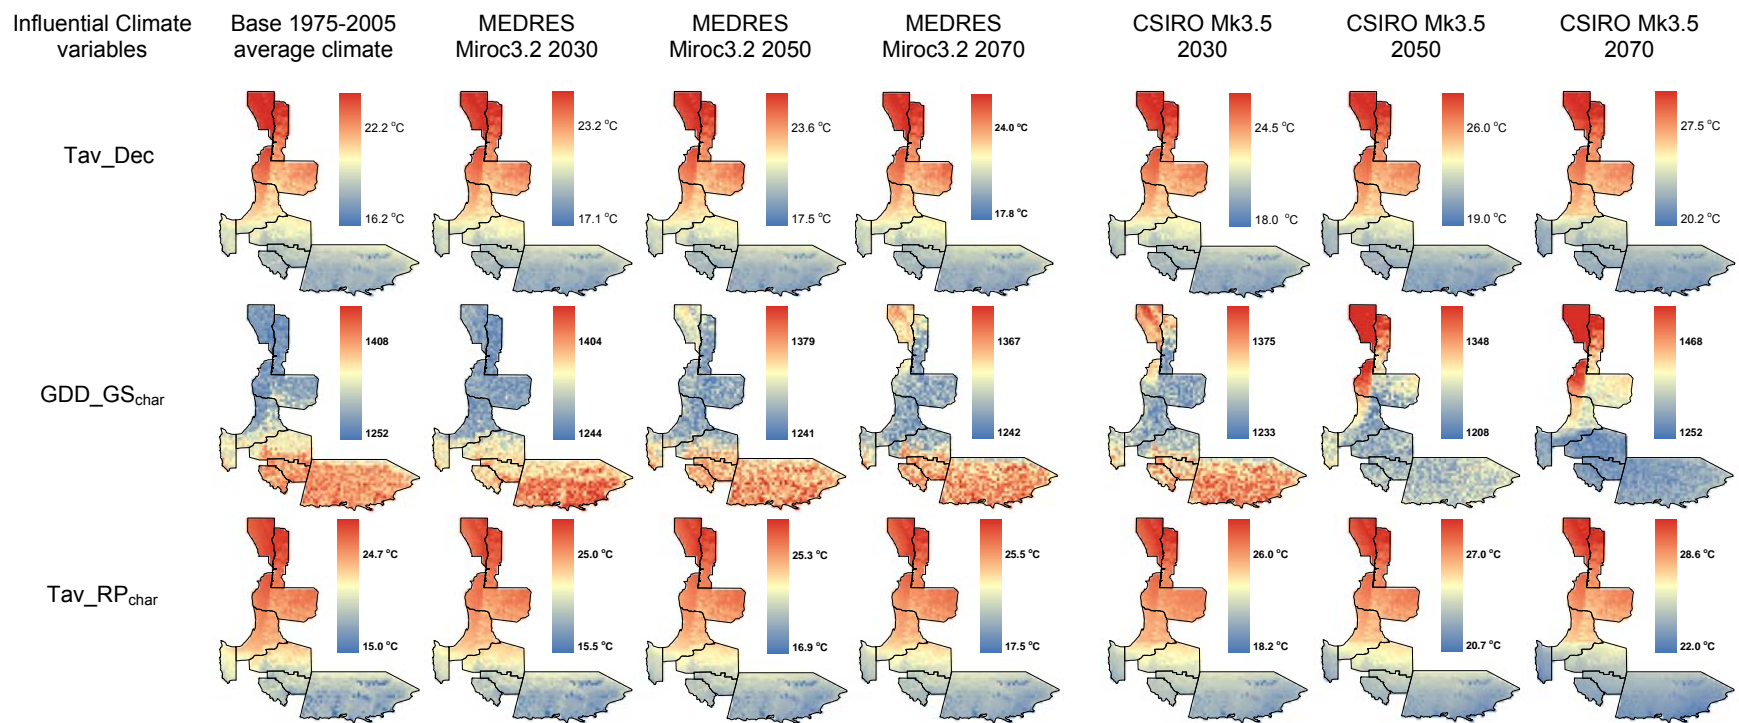 Influential Climate variables
Base 1975-2005 average climate
MEDRES Miroc3.2 2030
MEDRES Miroc3.2 2050
MEDRES Miroc3.2 2070
CSIRO Mk3.5 2030
CSIRO Mk3.5 2050
CSIRO Mk3.5 2070
Tav_Dec
22.2 °C
16.2 °C
23.2 °C
17.1 °C
23.6 °C
17.5 °C
24.0 °C
17.8 °C
24.5 °C
18.0 °C
26.0 °C
19.0 °C
27.5 °C
20.2 °C
GDD_GSchar
1408
1252
1404
1244
1379
1241
1367
1242
1375
1233
1348
1208
1468
1252
Tav_RPchar
24.7 °C
15.0 °C
25.0 °C
15.5 °C
25.3 °C
16.9 °C
25.5 °C
17.5 °C
26.0 °C
18.2 °C
27.0 °C
20.7 °C
28.6 °C
22.0 °C